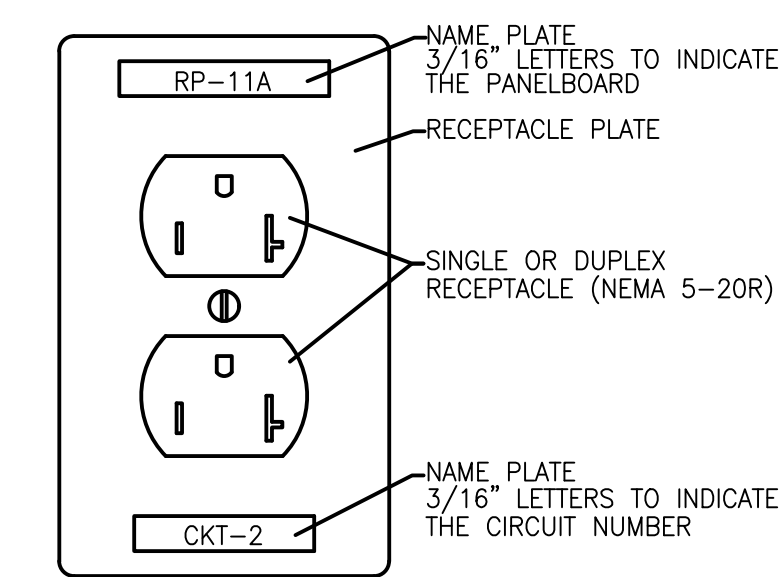 NAME PLATE
3/16” LETTERS TO INDICATE
THE PANELBOARD
RP–11A
RECEPTACLE PLATE
SINGLE OR DUPLEX
RECEPTACLE (NEMA 5–20R)
NAME PLATE
3/16” LETTERS TO INDICATE
THE CIRCUIT NUMBER
CKT–2